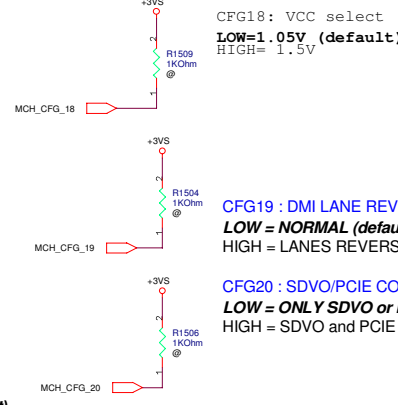 +3VS
CFG18: VCC select
LOW=1.05V (default)
HIGH= 1.5V
2
R1509
1KOhm
@
1
MCH_CFG_18
+3VS
2
R1504
1KOhm
@
1
MCH_CFG_19
CFG19 : DMI LANE REV
LOW = NORMAL (defau
HIGH = LANES REVERS
+3VS
2
R1506
1KOhm
@
1
MCH_CFG_20
CFG20 : SDVO/PCIE CO
LOW = ONLY SDVO or
HIGH = SDVO and PCIE